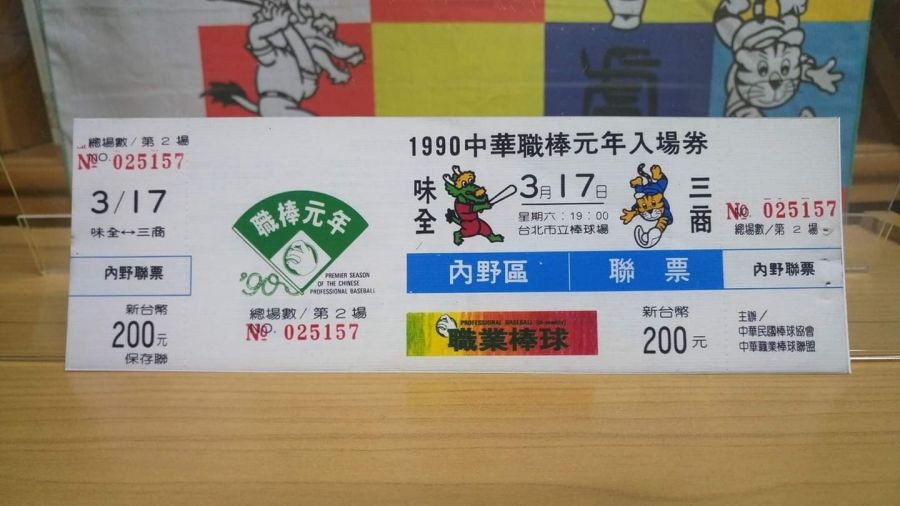 總場數/第2場
№ 025157
3/17
味全↔三商
內野聯票
新台幣
200元
保存聯
職棒元年
'90
PREMIER SEASON
OF THE CHINESE
PROFESSIONAL BASEBALL
總場數/第2場
№ 025157
1990中華職棒元年入場券
味全
3月17日
星期六:19:00
台北市立棒球場
三商
№ 025157
總場數/第2場
內野區
聯票
內野聯票
PROFESSIONAL BASEBALL
職業棒球
新台幣
200元
主辦/
中華民國棒球協會
中華職業棒球聯盟